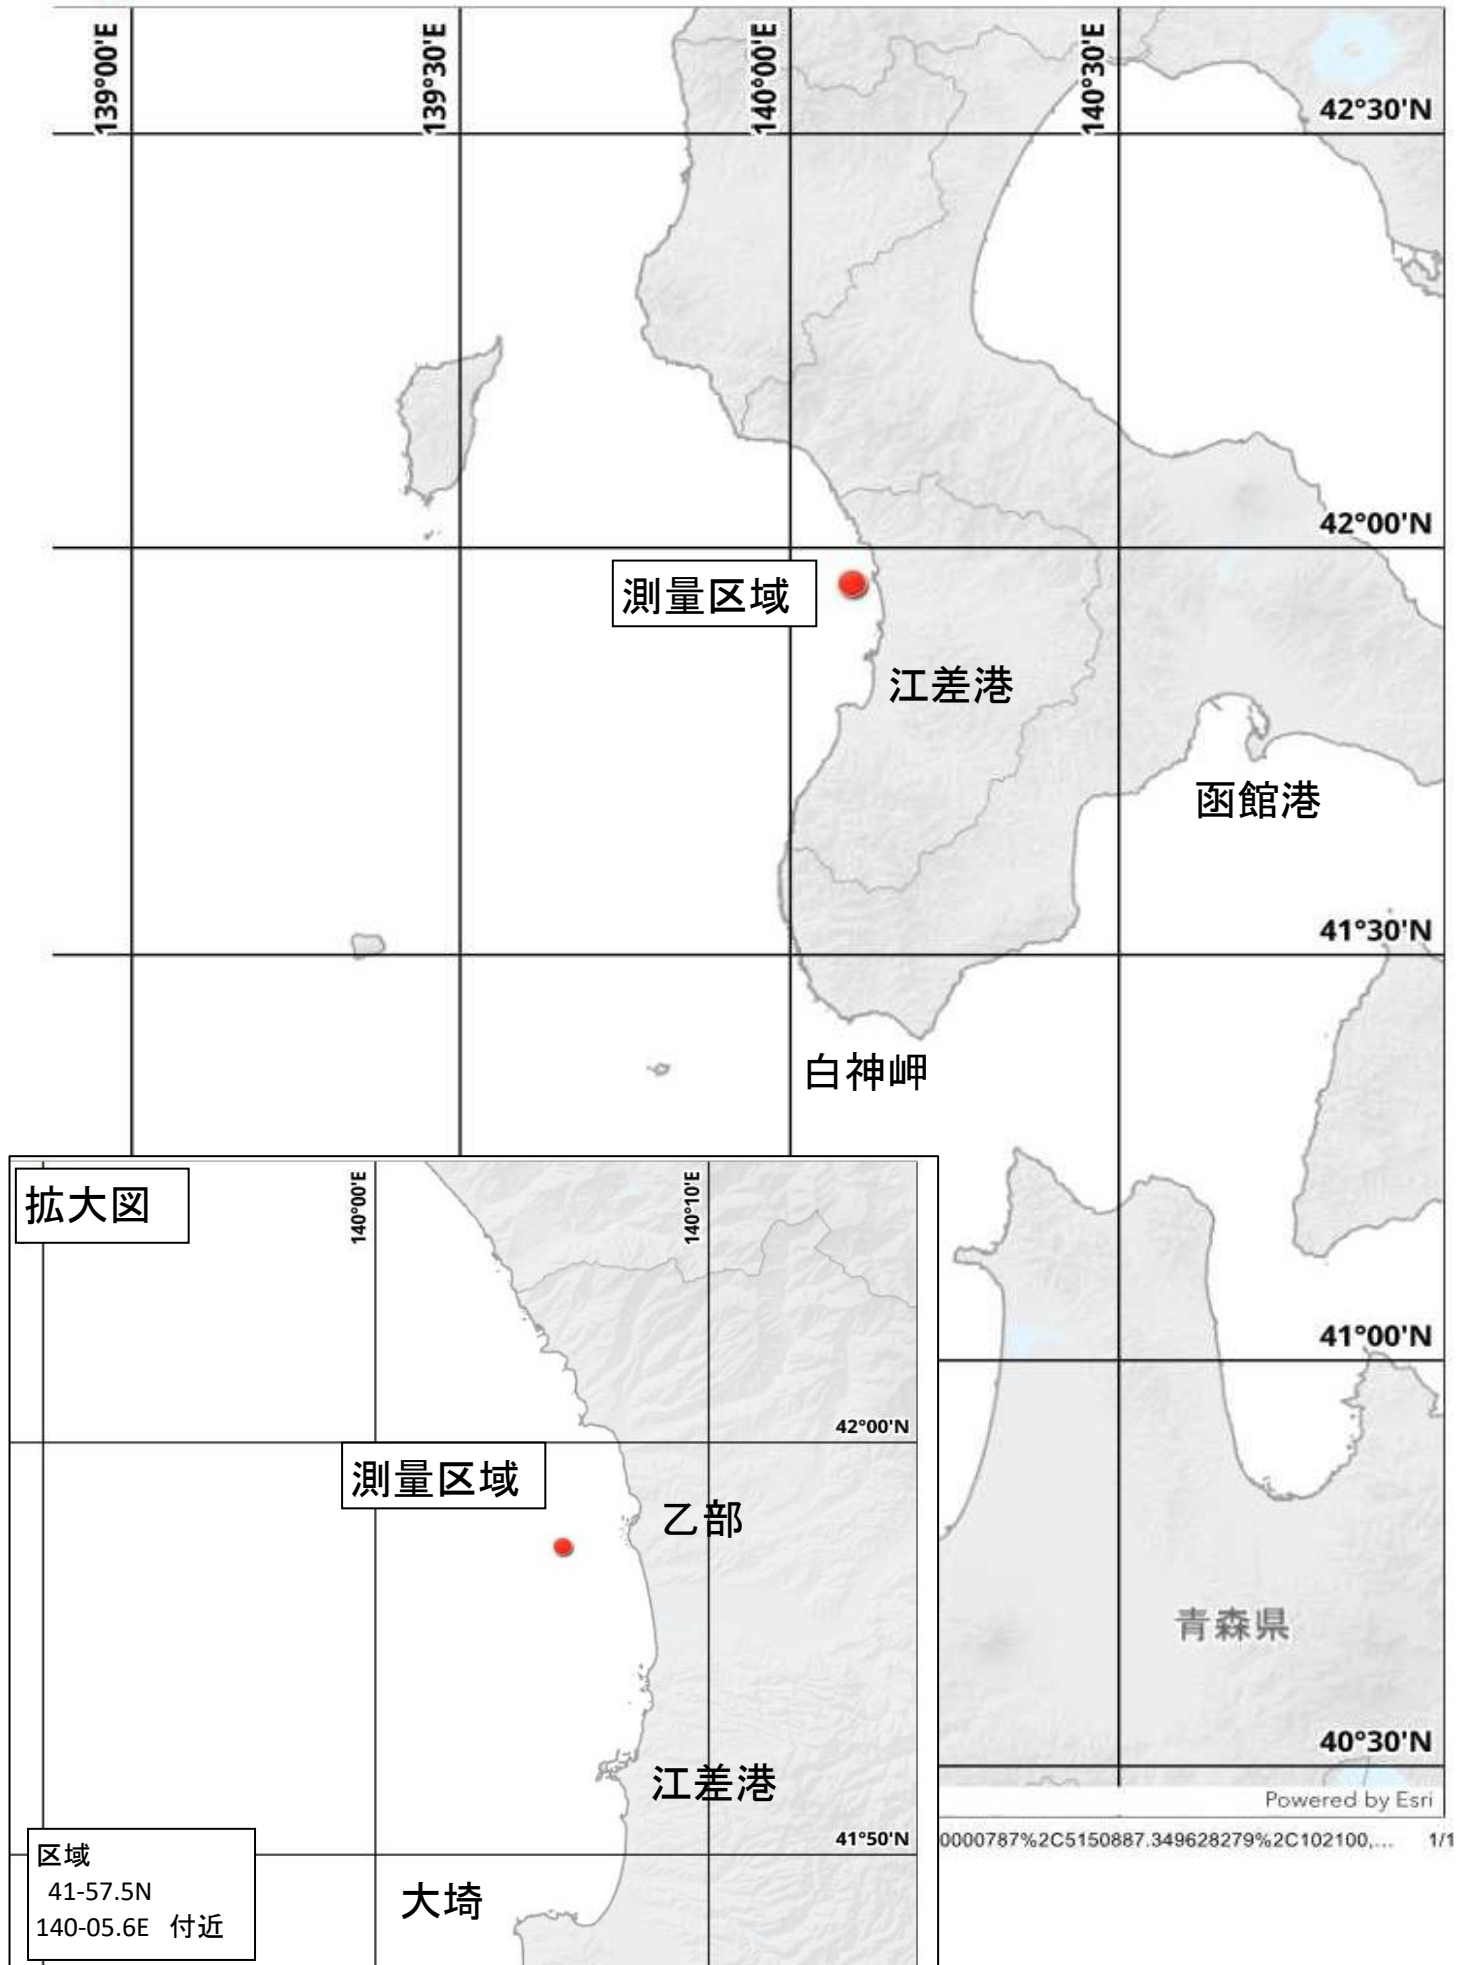 139°00'E
139°30'E
140°00'E
140°30'E
42°30'N
42°00'N
測量区域
江差港
函館港
41°30'N
白神岬
拡大図
140°00'E
140°10'E
42°00'N
測量区域
乙部
江差港
41°50'N
大埼
区域
41-57.5N
140-05.6E 付近
41°00'N
青森県
40°30'N
Powered by Esri
0000787%2C5150887.349628279%2C102100,... 1/1